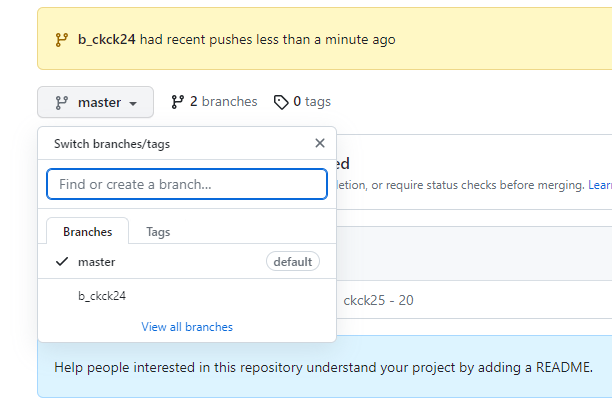 b_ckck24 had recent pushes less than a minute ago
master 2 branches 0 tags
Switch branches/tags
ed
Find or create a branch...
etion, or require status checks before merging. Lear
Branches Tags
master default
b_ckck24
ckck25 - 20
View all branches
Help people interested in this repository understand your project by adding a README.